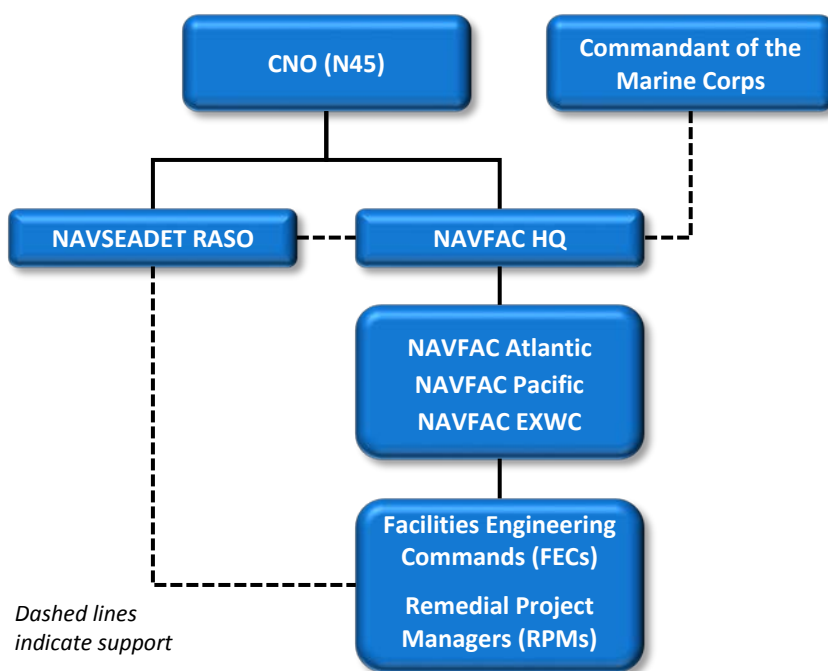 CNO (N45)
Commandant of the
Marine Corps
NAVSEADET RASO
NAVFAC HQ
NAVFAC Atlantic
NAVFAC Pacific
NAVFAC EXWC
Facilities Engineering
Commands (FECs)
Remedial Project
Managers (RPMs)
Dashed lines
indicate support